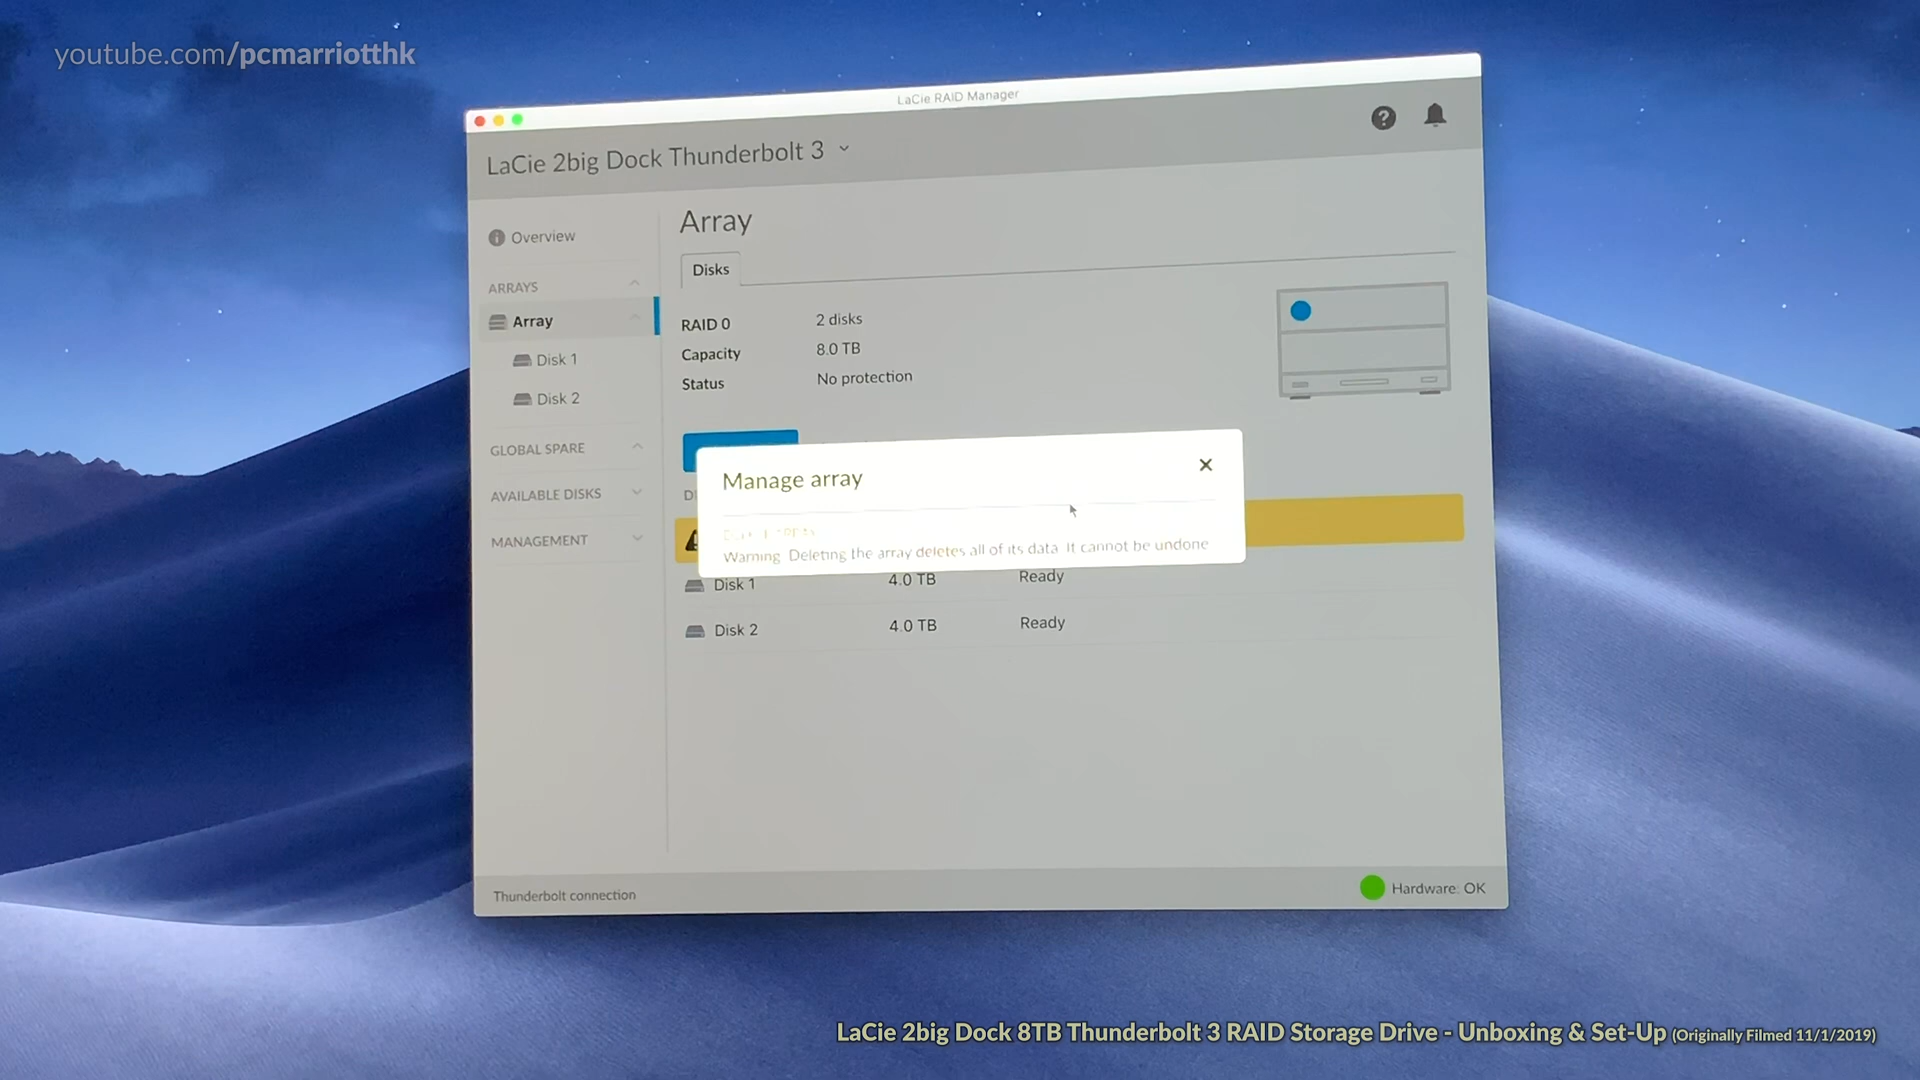 youtube.com/pcmarriotthk
LaCie RAID Manager
LaCie 2big Dock Thunderbolt 3
Overview
Array
Disks
ARRAYS
Array
RAID 0 2 disks
Capacity 8.0 TB
Status No protection
Disk 1
Disk 2
GLOBAL SPARE
AVAILABLE DISKS
MANAGEMENT
Manage array
Warning Deleting the array deletes all of its data It cannot be undone
Disk 1 4.0 TB Ready
Disk 2 4.0 TB Ready
Thunderbolt connection
Hardware: OK
LaCie 2big Dock 8TB Thunderbolt 3 RAID Storage Drive - Unboxing & Set-Up (Originally Filmed 11/1/2019)